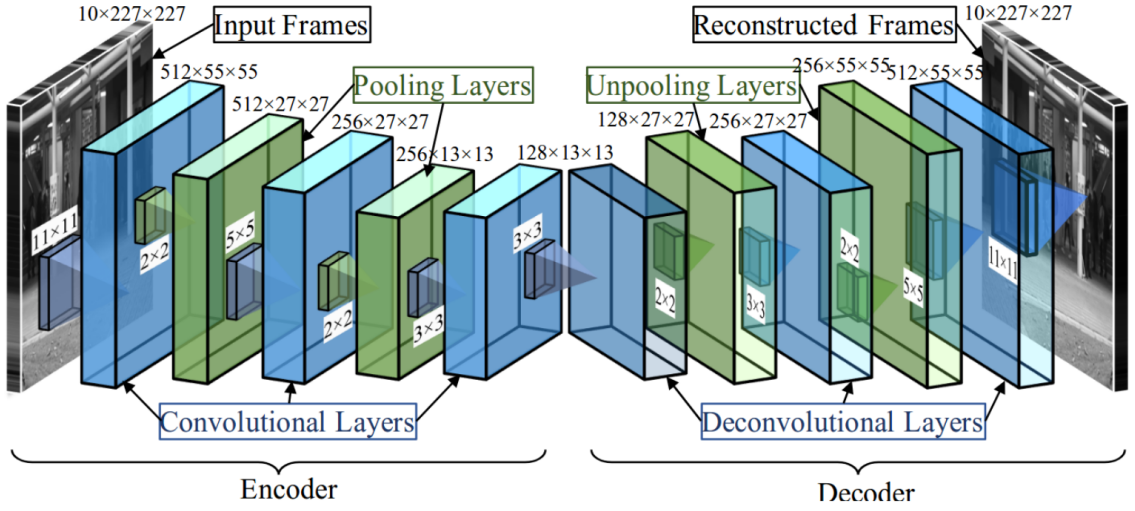 10×227×227
Input Frames
512×55×55
Pooling Layers
512×27×27
256×27×27
256×13×13
128×13×13
11×11
2×2
5×5
2×2
3×3
3×3
Convolutional Layers
Encoder
Reconstructed Frames
10×227×227
Unpooling Layers
256×55×55
512×55×55
128×27×27
256×27×27
2×2
3×3
2×2
5×5
11×11
Deconvolutional Layers
Decoder